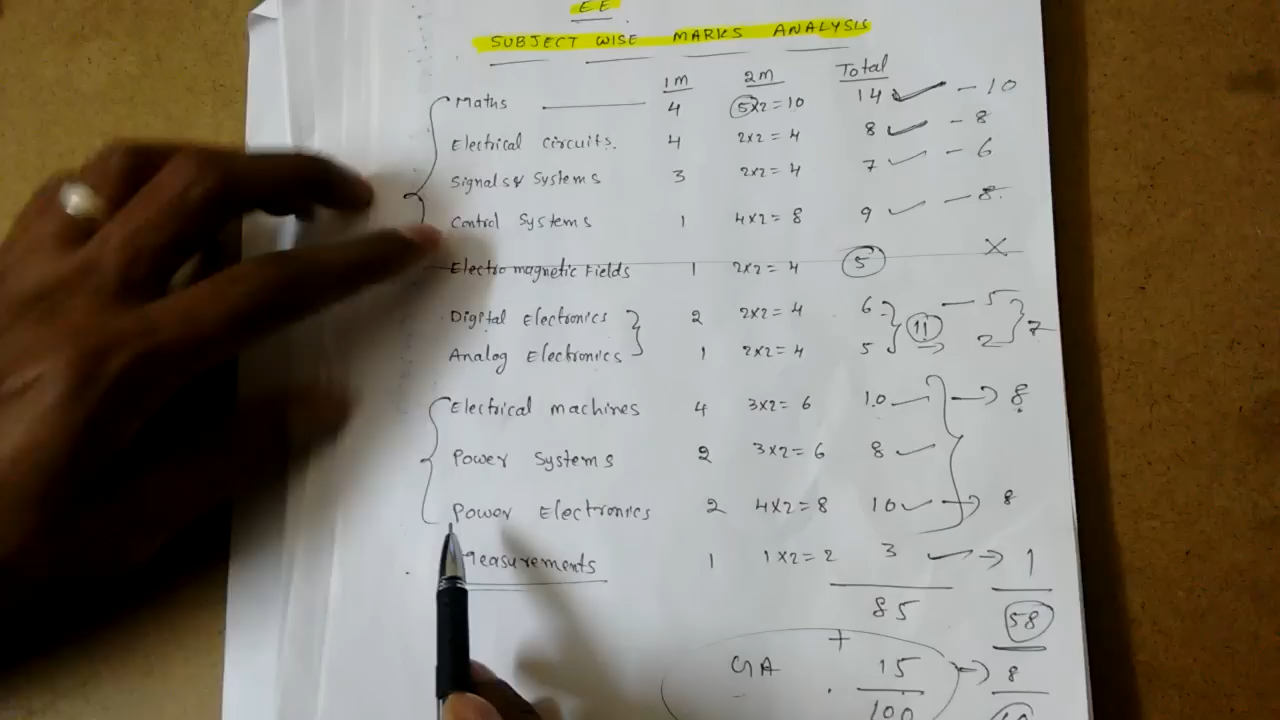 EE
SUBJECT WISE MARKS ANALYSIS
1M 2M Total
Maths 4 5x2=10 14 - 10
Electrical Circuits. 4 2x2=4 8 - 8
Signals & Systems 3 2x2=4 7 - 6
Control Systems 1 4x2=8 9 - 8.
Electro magnetic Fields 1 2x2=4 5 X
Digital Electronics 2 2x2=4 6 11 - 5 7
Analog Electronics 1 2x2=4 5 2
Electrical machines 4 3x2=6 10 8
Power Systems 2 3x2=6 8
Power Electronics 2 4x2=8 10 8
Measurements 1 1x2=2 3 1
85 58
+
GA 15 8
100